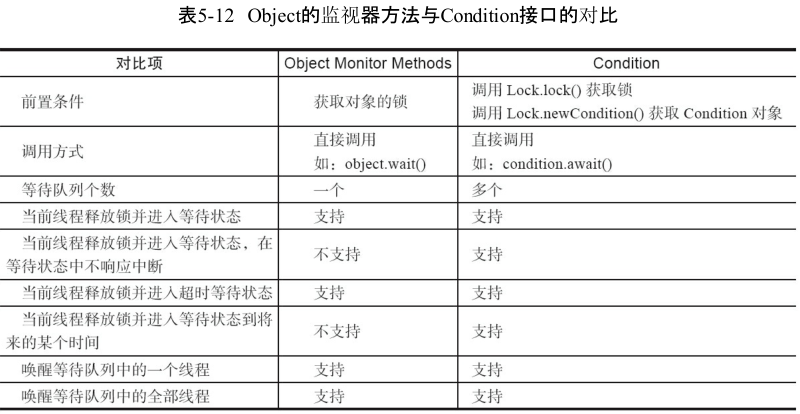 表5-12 Object的监视器方法与Condition接口的对比
对比项 Object Monitor Methods Condition
前置条件 获取对象的锁 调用 Lock.lock() 获取锁
调用 Lock.newCondition() 获取 Condition 对象
调用方式 直接调用 直接调用
如：object.wait() 如：condition.await()
等待队列个数 一个 多个
当前线程释放锁并进入等待状态 支持 支持
当前线程释放锁并进入等待状态，在
等待状态中不响应中断 不支持 支持
当前线程释放锁并进入超时等待状态 支持 支持
当前线程释放锁并进入等待状态到将
来的某个时间 不支持 支持
唤醒等待队列中的一个线程 支持 支持
唤醒等待队列中的全部线程 支持 支持